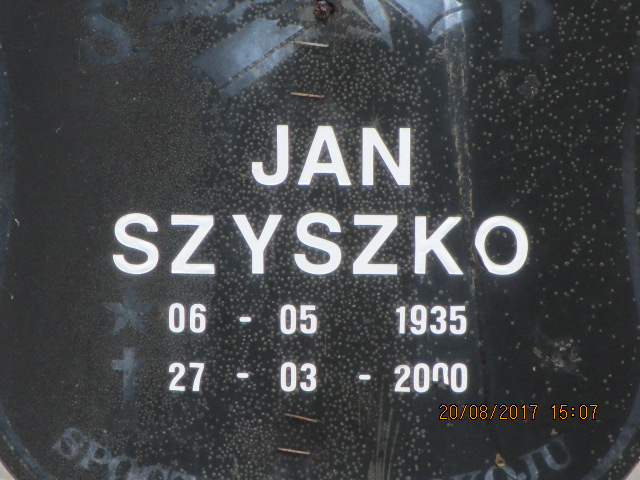 Ś P
JAN
SZYSZKO
06 - 05 1935
27 - 03 - 2000
20/08/2017 15:07